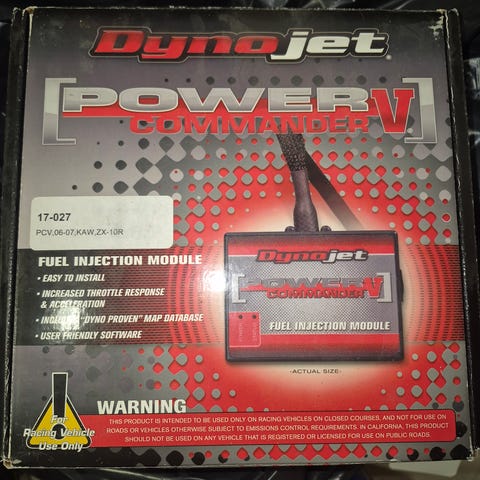 Dynojet
POWER V
COMMANDER
17-027
PCV,06-07,KAW,ZX-10R
FUEL INJECTION MODULE
• EASY TO INSTALL
• INCREASED THROTTLE RESPONSE
& ACCELERATION
• INCLUDES "DYNO PROVEN" MAP DATABASE
• USER FRIENDLY SOFTWARE
Dynojet
POWER V
COMMANDER
FUEL INJECTION MODULE
-ACTUAL SIZE-
For
Racing Vehicle
Use Only
WARNING
THIS PRODUCT IS INTENDED TO BE USED ONLY ON RACING VEHICLES ON CLOSED COURSES, AND NOT FOR USE ON
ROADS OR VEHICLES OTHERWISE SUBJECT TO EMISSIONS CONTROL REQUIREMENTS. IN CALIFORNIA, THIS PRODUCT
SHOULD NOT BE USED ON ANY VEHICLE THAT IS REGISTERED OR LICENSED FOR USE ON PUBLIC ROADS.